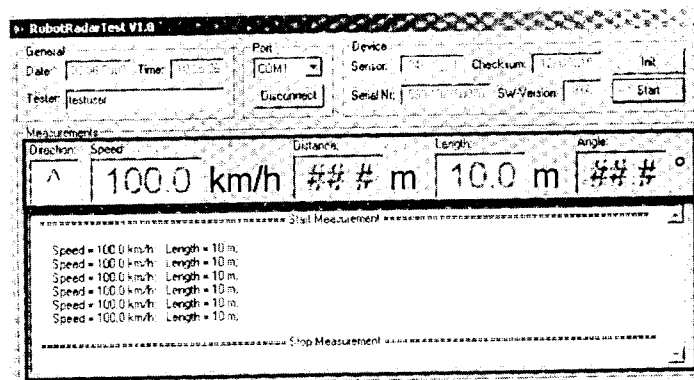 RobotRadarTest V1.0
General
Port
Device
Date:
Time:
COM1
Sensor:
Checksum:
Init
Tester:
testuser
Disconnect
Serial Nr.:
SW-Version:
Start
Measurements
Direction:
Speed:
Distance:
Length:
Angle:
^
100.0 km/h
##.# m
10.0 m
##.# °
Start Measurement
Speed = 100.0 km/h; Length = 10 m;
Speed = 100.0 km/h; Length = 10 m;
Speed = 100.0 km/h; Length = 10 m;
Speed = 100.0 km/h; Length = 10 m;
Speed = 100.0 km/h; Length = 10 m;
Speed = 100.0 km/h; Length = 10 m;
Stop Measurement